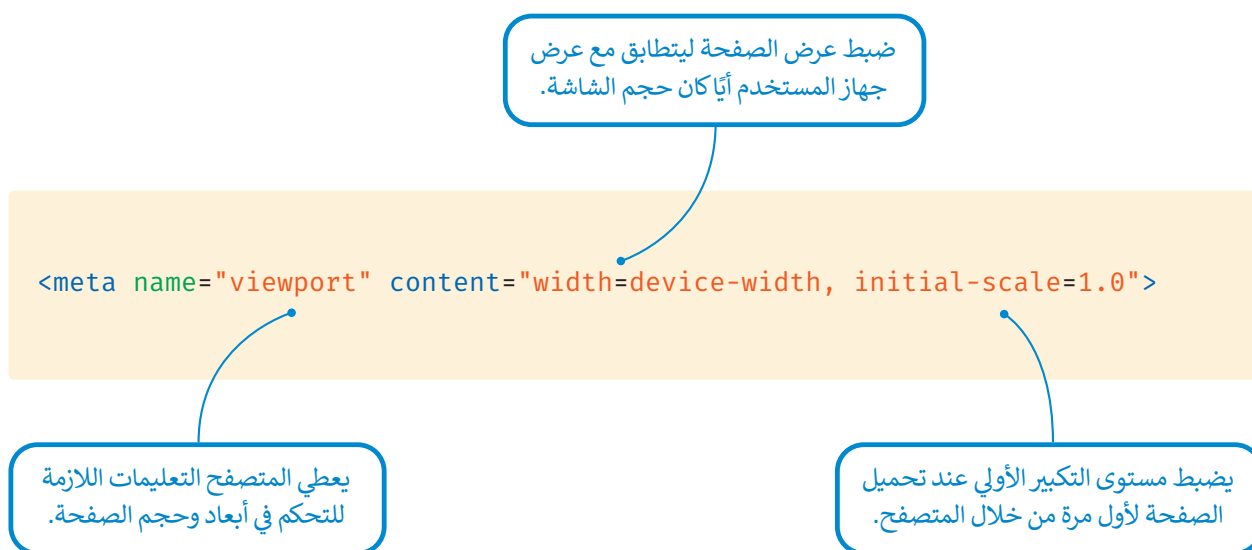 ضبط عرض الصفحة ليتطابق مع عرض
جهاز المستخدم أيًا كان حجم الشاشة.
<meta name="viewport" content="width=device-width, initial-scale=1.0">
يعطي المتصفح التعليمات اللازمة
للتحكم في أبعاد وحجم الصفحة.
يضبط مستوى التكبير الأولي عند تحميل
الصفحة لأول مرة من خلال المتصفح.